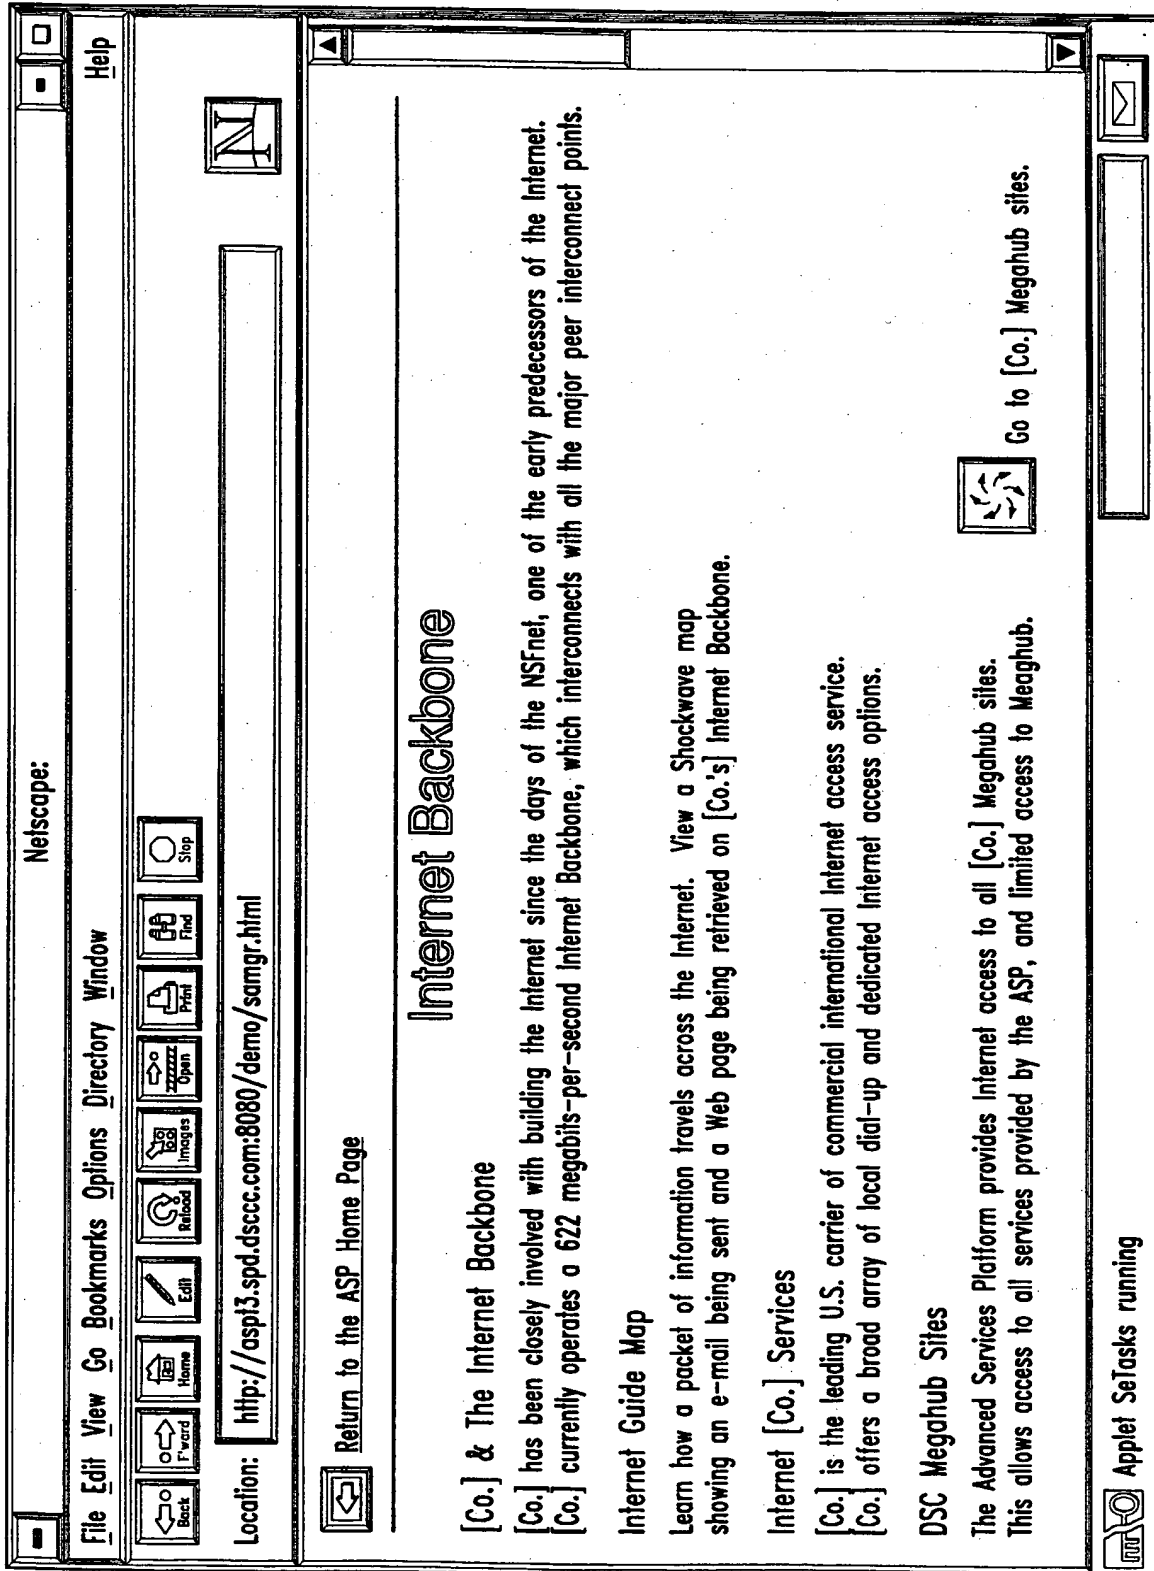 Netscape:
File Edit View Go Bookmarks Options Directory Window Help
Back F'ward Home Edit Reload Images Open Print Find Stop
Location: http://aspt3.spd.dsccc.com:8080/demo/samgr.html
N
Return to the ASP Home Page
Internet Backbone
[Co.] & The Internet Backbone
[Co.] has been closely involved with building the Internet since the days of the NSFnet, one of the early predecessors of the Internet.
[Co.] currently operates a 622 megabits-per-second Internet Backbone, which interconnects with all the major peer interconnect points.
Internet Guide Map
Learn how a packet of information travels across the Internet. View a Shockwave map
showing an e-mail being sent and a Web page being retrieved on [Co.'s] Internet Backbone.
Internet [Co.] Services
[Co.] is the leading U.S. carrier of commercial international Internet access service.
[Co.] offers a broad array of local dial-up and dedicated Internet access options.
DSC Megahub Sites
The Advanced Services Platform provides Internet access to all [Co.] Megahub sites.
This allows access to all services provided by the ASP, and limited access to Meaghub.
Go to [Co.] Megahub sites.
Applet SeTasks running